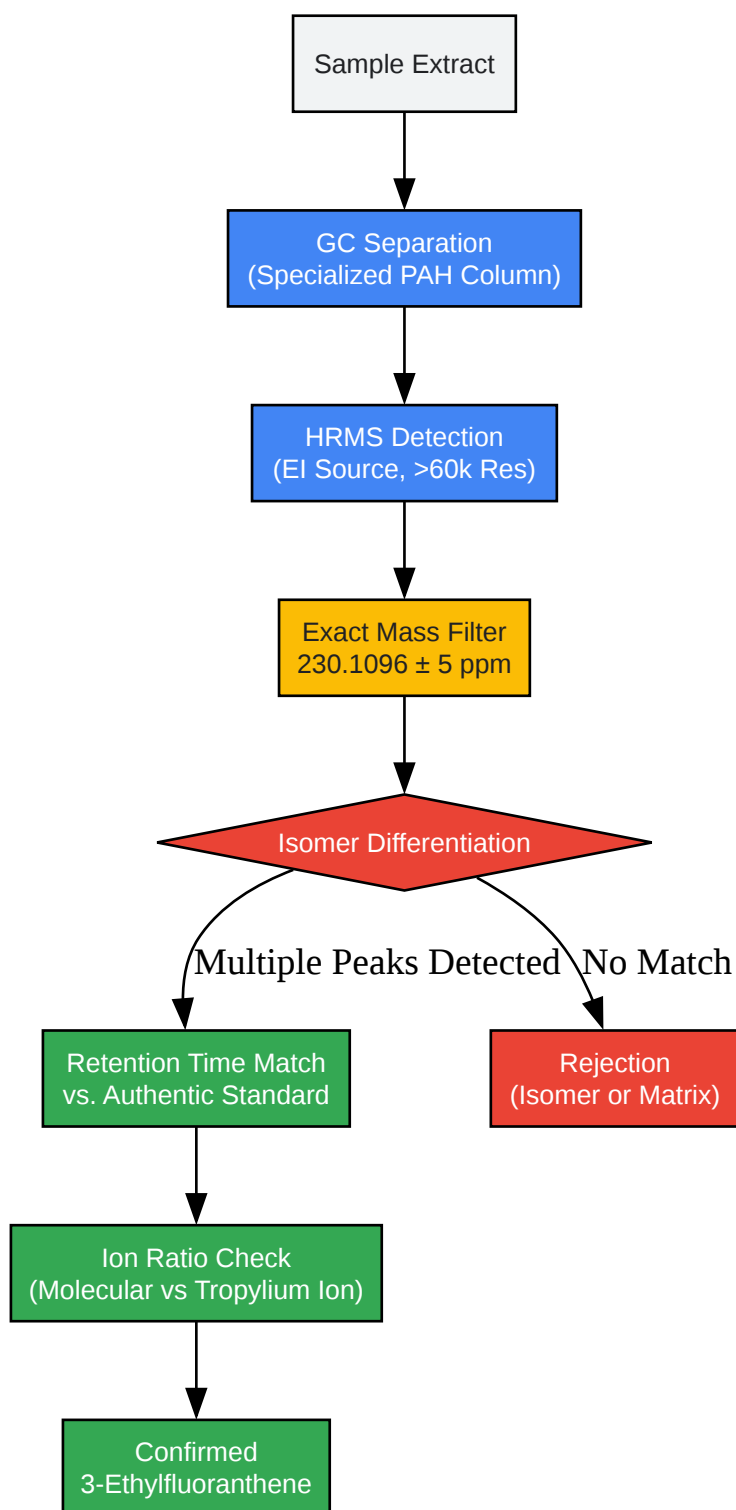 Sample Extract
GC Separation
(Specialized PAH Column)
HRMS Detection
(EI Source, >60k Res)
Exact Mass Filter
230.1096 ± 5 ppm
Isomer Differentiation
Multiple Peaks Detected
No Match
Retention Time Match
vs. Authentic Standard
Rejection
(Isomer or Matrix)
Ion Ratio Check
(Molecular vs Tropylium Ion)
Confirmed
3-Ethylfluoranthene